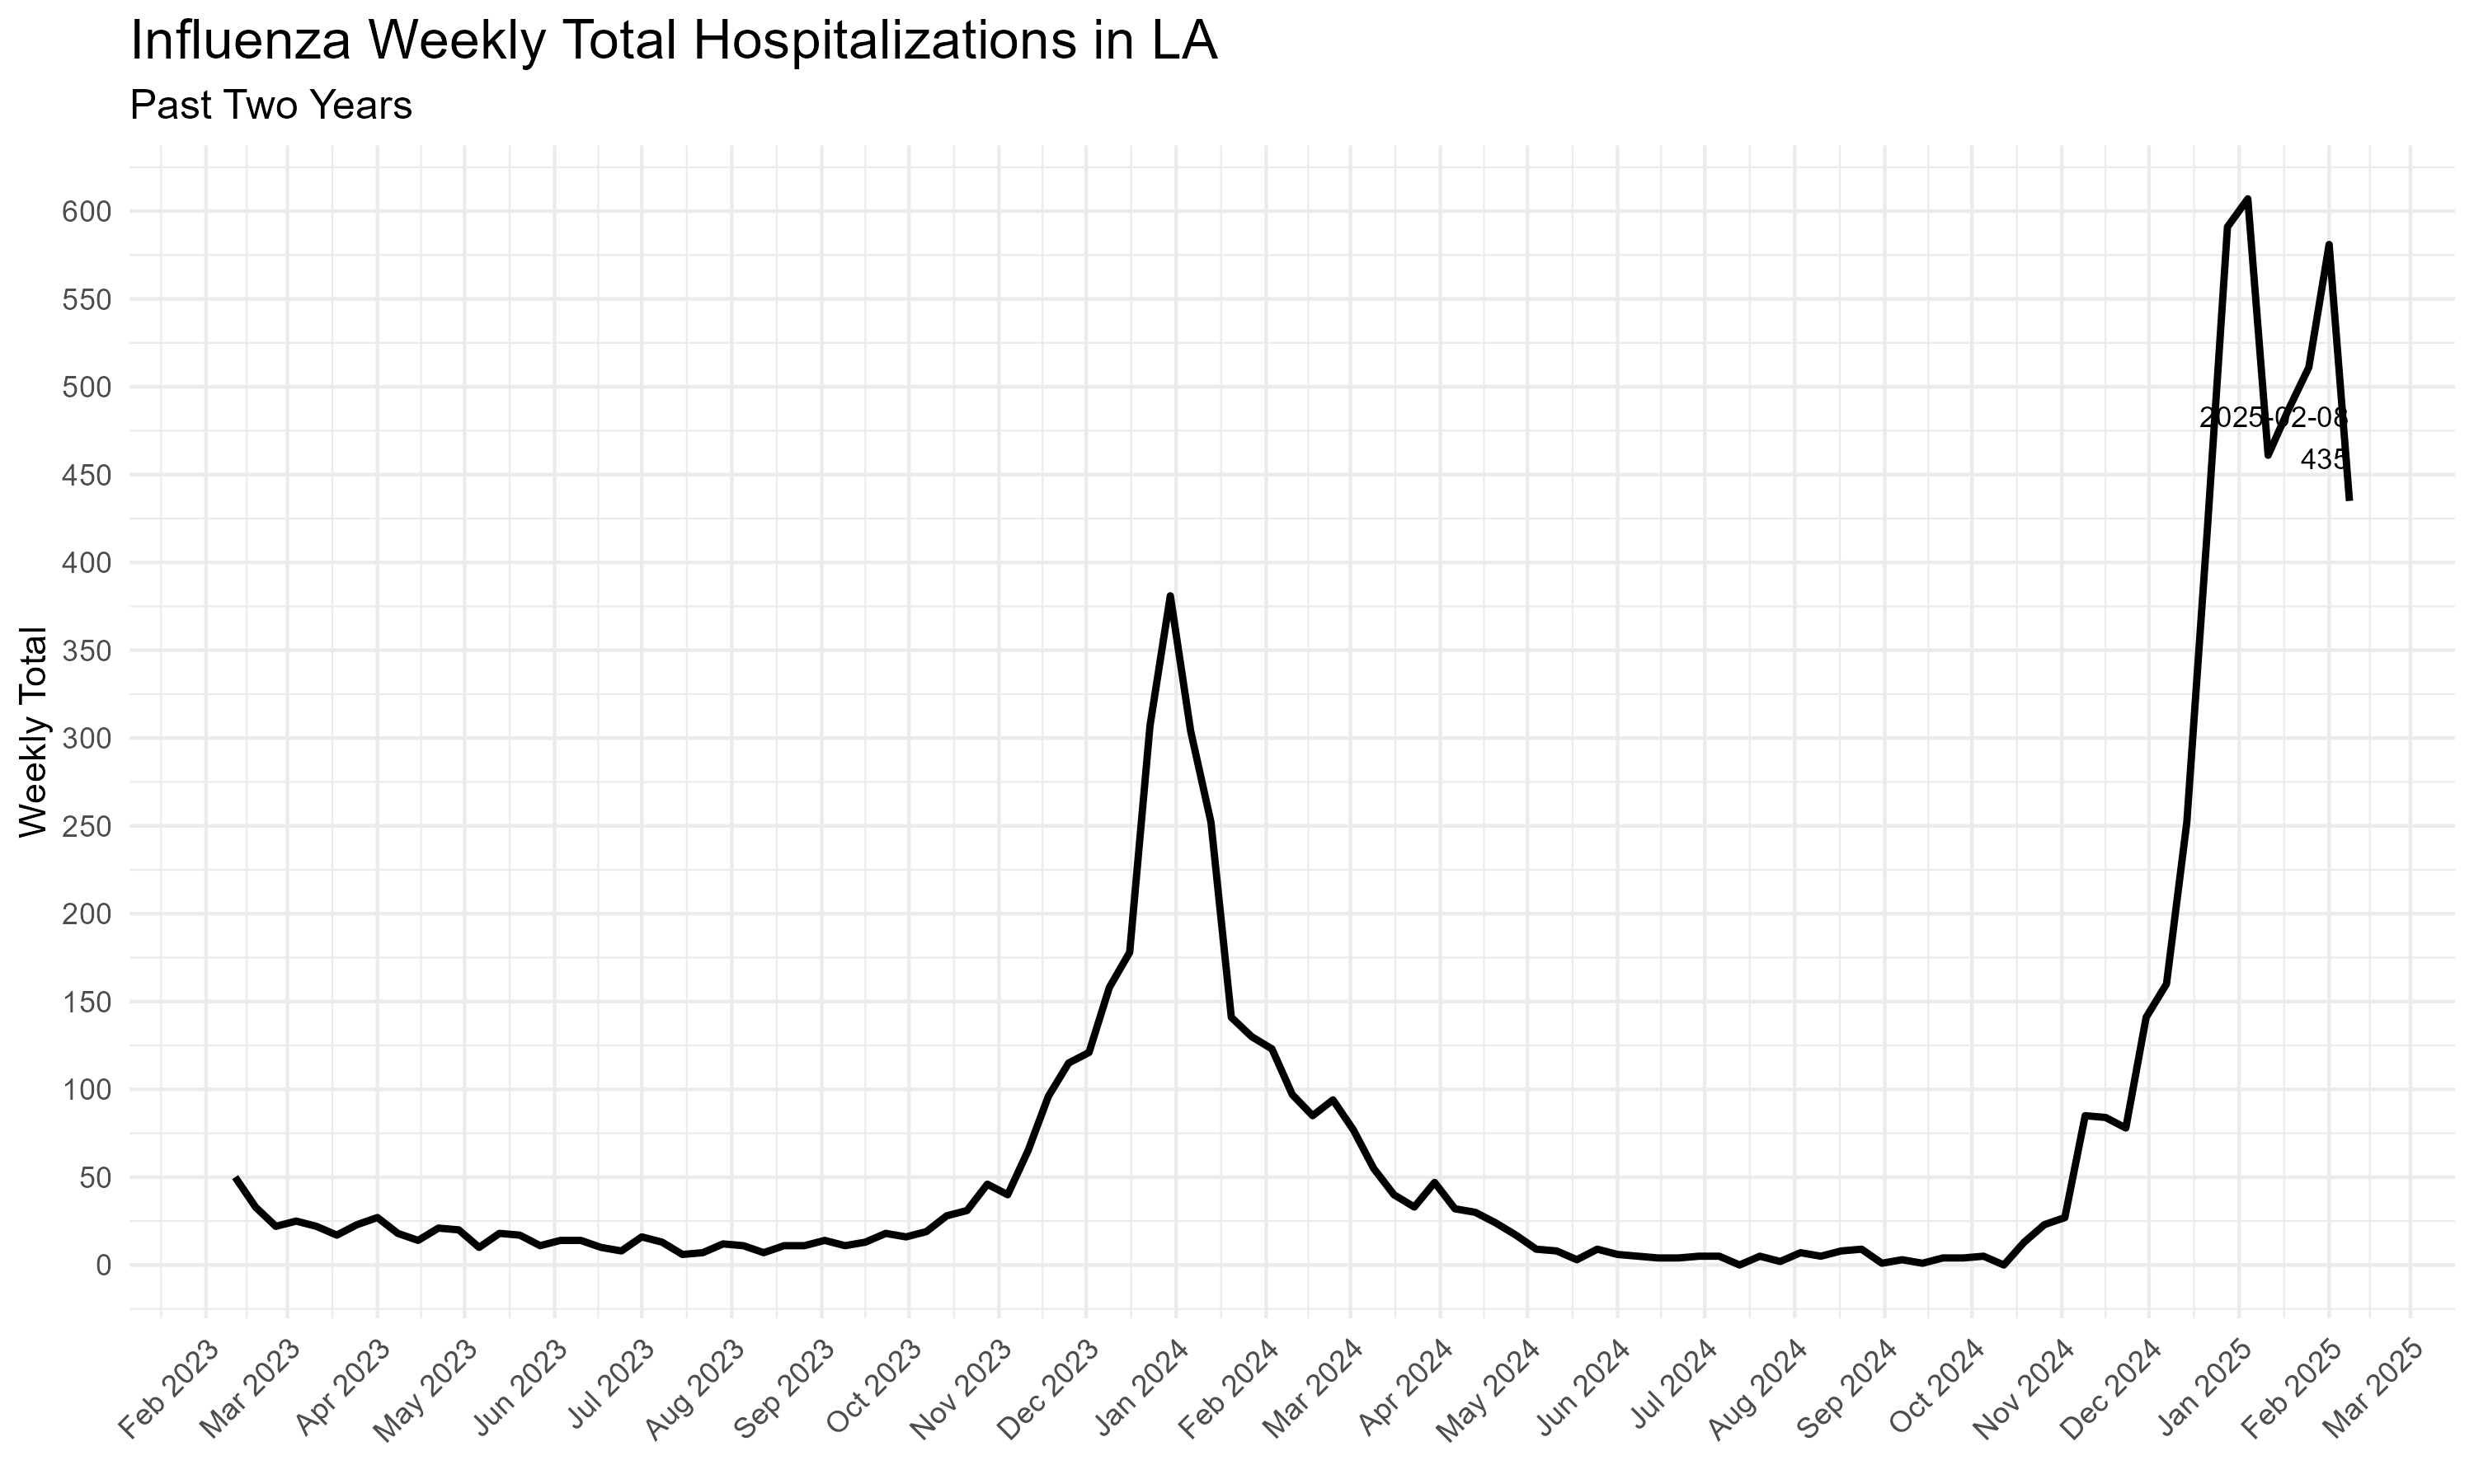 Influenza Weekly Total Hospitalizations in LA
Past Two Years
Weekly Total
600
550
500
450
400
350
300
250
200
150
100
50
0
2025-02-08
435
Feb 2023
Mar 2023
Apr 2023
May 2023
Jun 2023
Jul 2023
Aug 2023
Sep 2023
Oct 2023
Nov 2023
Dec 2023
Jan 2024
Feb 2024
Mar 2024
Apr 2024
May 2024
Jun 2024
Jul 2024
Aug 2024
Sep 2024
Oct 2024
Nov 2024
Dec 2024
Jan 2025
Feb 2025
Mar 2025